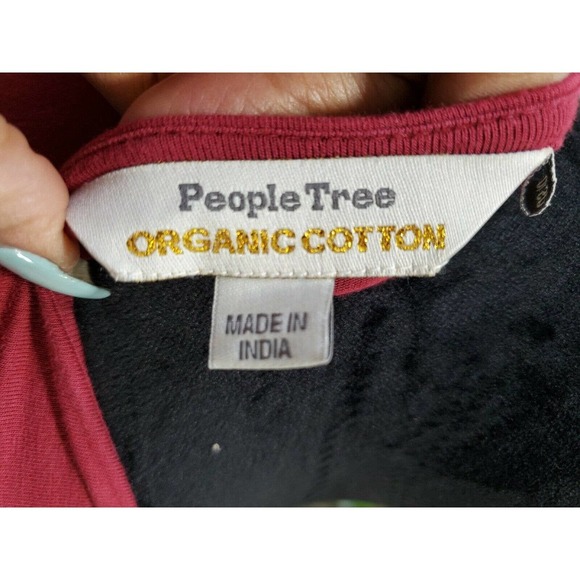 People Tree
ORGANIC COTTON
MADE IN
INDIA